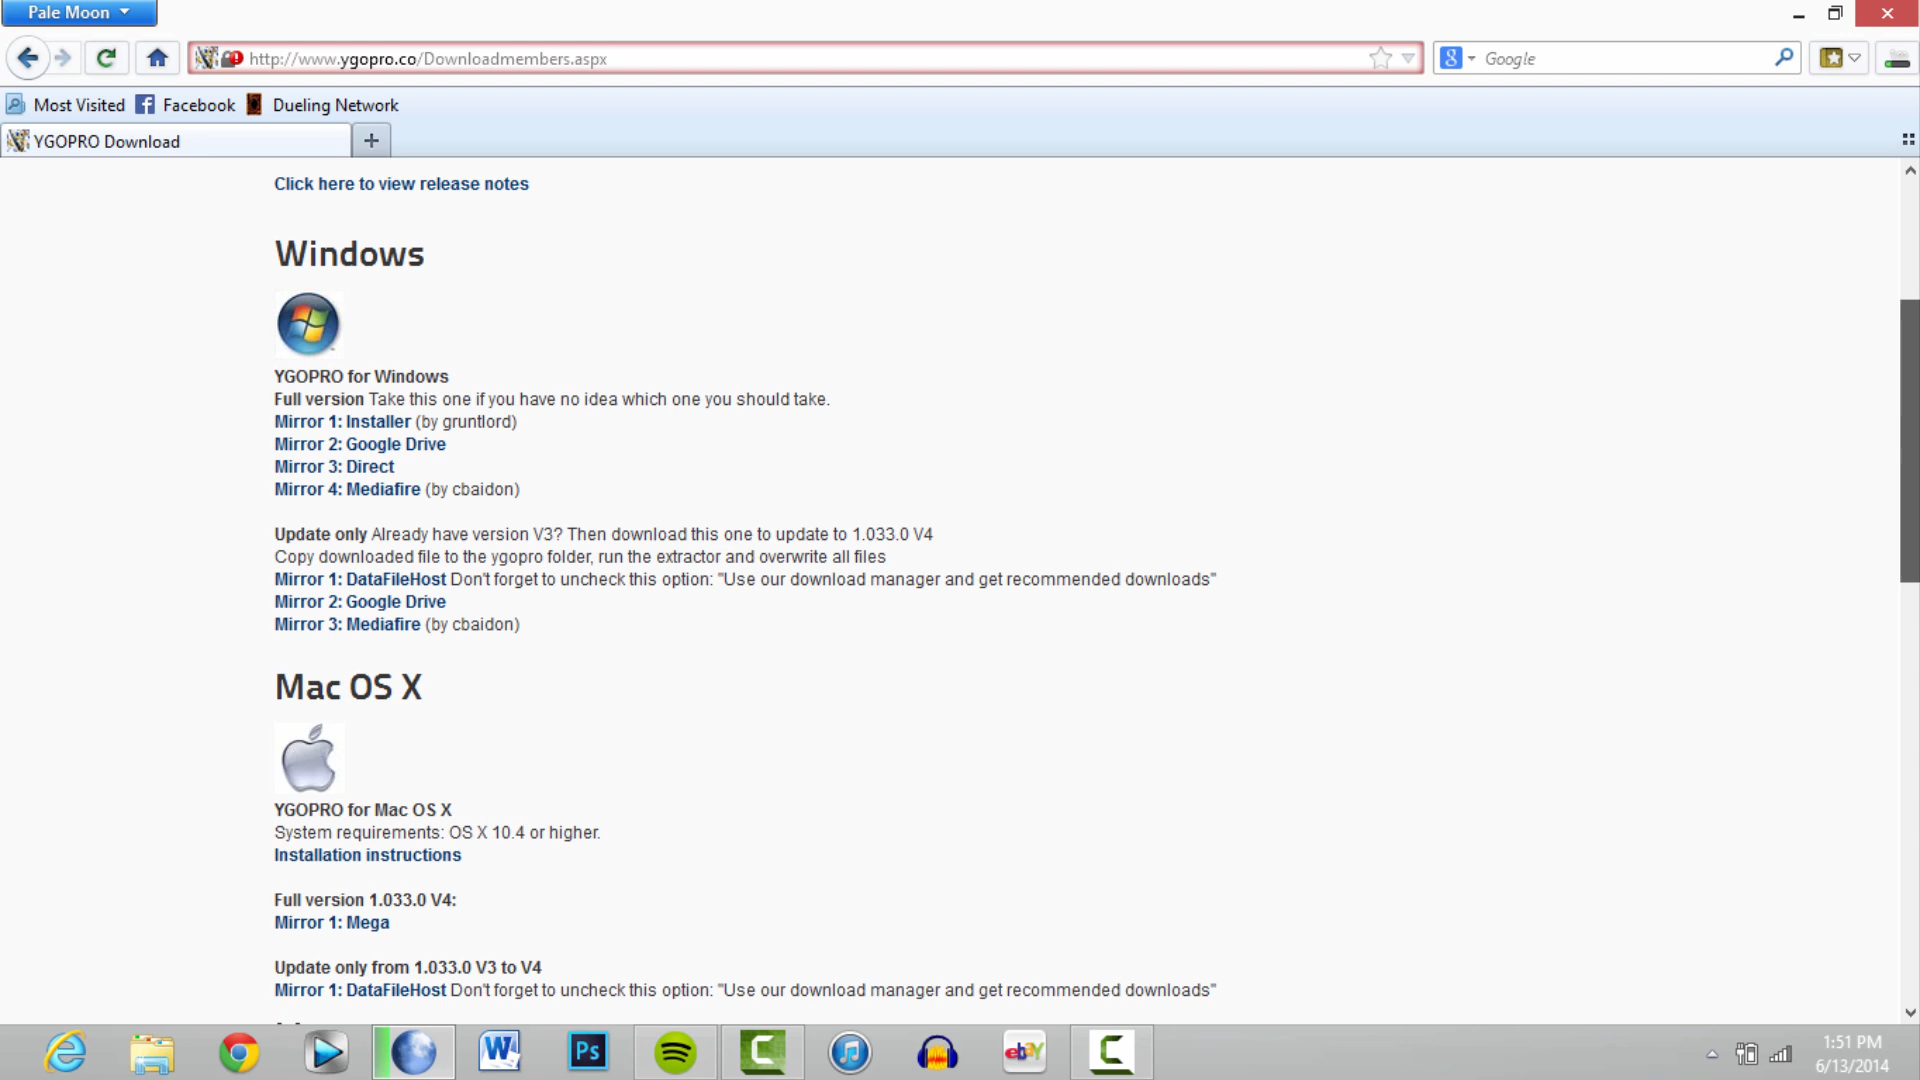 Pale Moon
http://www.ygopro.co/Downloadmembers.aspx
Google
Most Visited
Facebook
Dueling Network
YGOPRO Download
Click here to view release notes
Windows
YGOPRO for Windows
Full version Take this one if you have no idea which one you should take.
Mirror 1: Installer (by gruntlord)
Mirror 2: Google Drive
Mirror 3: Direct
Mirror 4: Mediafire (by cbaidon)
Update only Already have version V3? Then download this one to update to 1.033.0 V4
Copy downloaded file to the ygopro folder, run the extractor and overwrite all files
Mirror 1: DataFileHost Don't forget to uncheck this option: "Use our download manager and get recommended downloads"
Mirror 2: Google Drive
Mirror 3: Mediafire (by cbaidon)
Mac OS X
YGOPRO for Mac OS X
System requirements: OS X 10.4 or higher.
Installation instructions
Full version 1.033.0 V4:
Mirror 1: Mega
Update only from 1.033.0 V3 to V4
Mirror 1: DataFileHost Don't forget to uncheck this option: "Use our download manager and get recommended downloads"
Ps
ebay
1:51 PM
6/13/2014